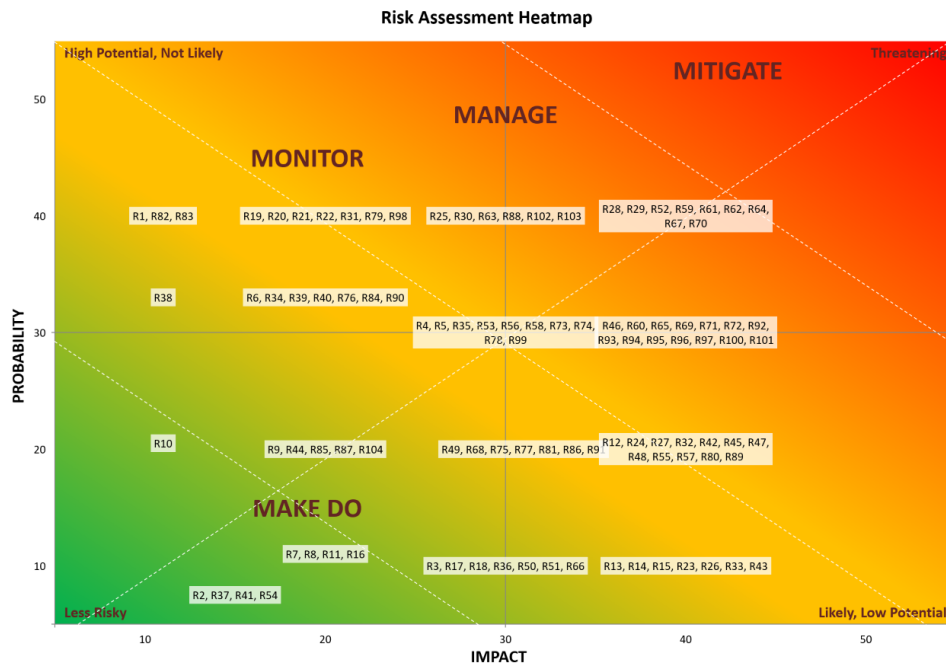 Risk Assessment Heatmap
High Potential, Not Likely
Threatening
MITIGATE
MANAGE
MONITOR
50
40
R1, R82, R83
R19, R20, R21, R22, R31, R79, R98
R25, R30, R63, R88, R102, R103
R28, R29, R52, R59, R61, R62, R64,
R67, R70
R38
R6, R34, R39, R40, R76, R84, R90
30
R4, R5, R35, R53, R56, R58, R73, R74,
R78, R99
R46, R60, R65, R69, R71, R72, R92,
R93, R94, R95, R96, R97, R100, R101
PROBABILITY
20
R10
R9, R44, R85, R87, R104
R49, R68, R75, R77, R81, R86, R91
R12, R24, R27, R32, R42, R45, R47,
R48, R55, R57, R80, R89
MAKE DO
10
R7, R8, R11, R16
R3, R17, R18, R36, R50, R51, R66
R13, R14, R15, R23, R26, R33, R43
R2, R37, R41, R54
Less Risky
Likely, Low Potential
10
20
30
40
50
IMPACT